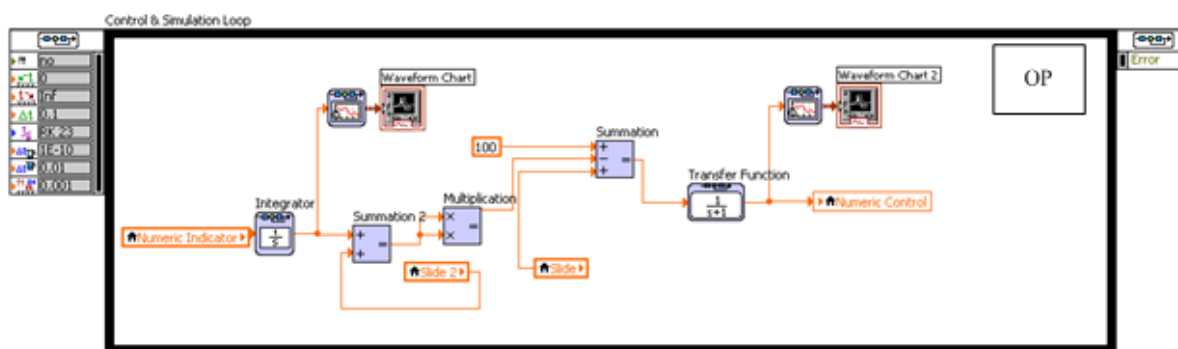 Control & Simulation Loop
no
0
Inf
0.1
RK 23
1E-10
0.01
0.001
Waveform Chart
Waveform Chart 2
OP
Error
100
Summation
Transfer Function
1
s+1
Numeric Control
Integrator
1
s
Summation 2
Multiplication
Numeric Indicator
Slide 2
Slide